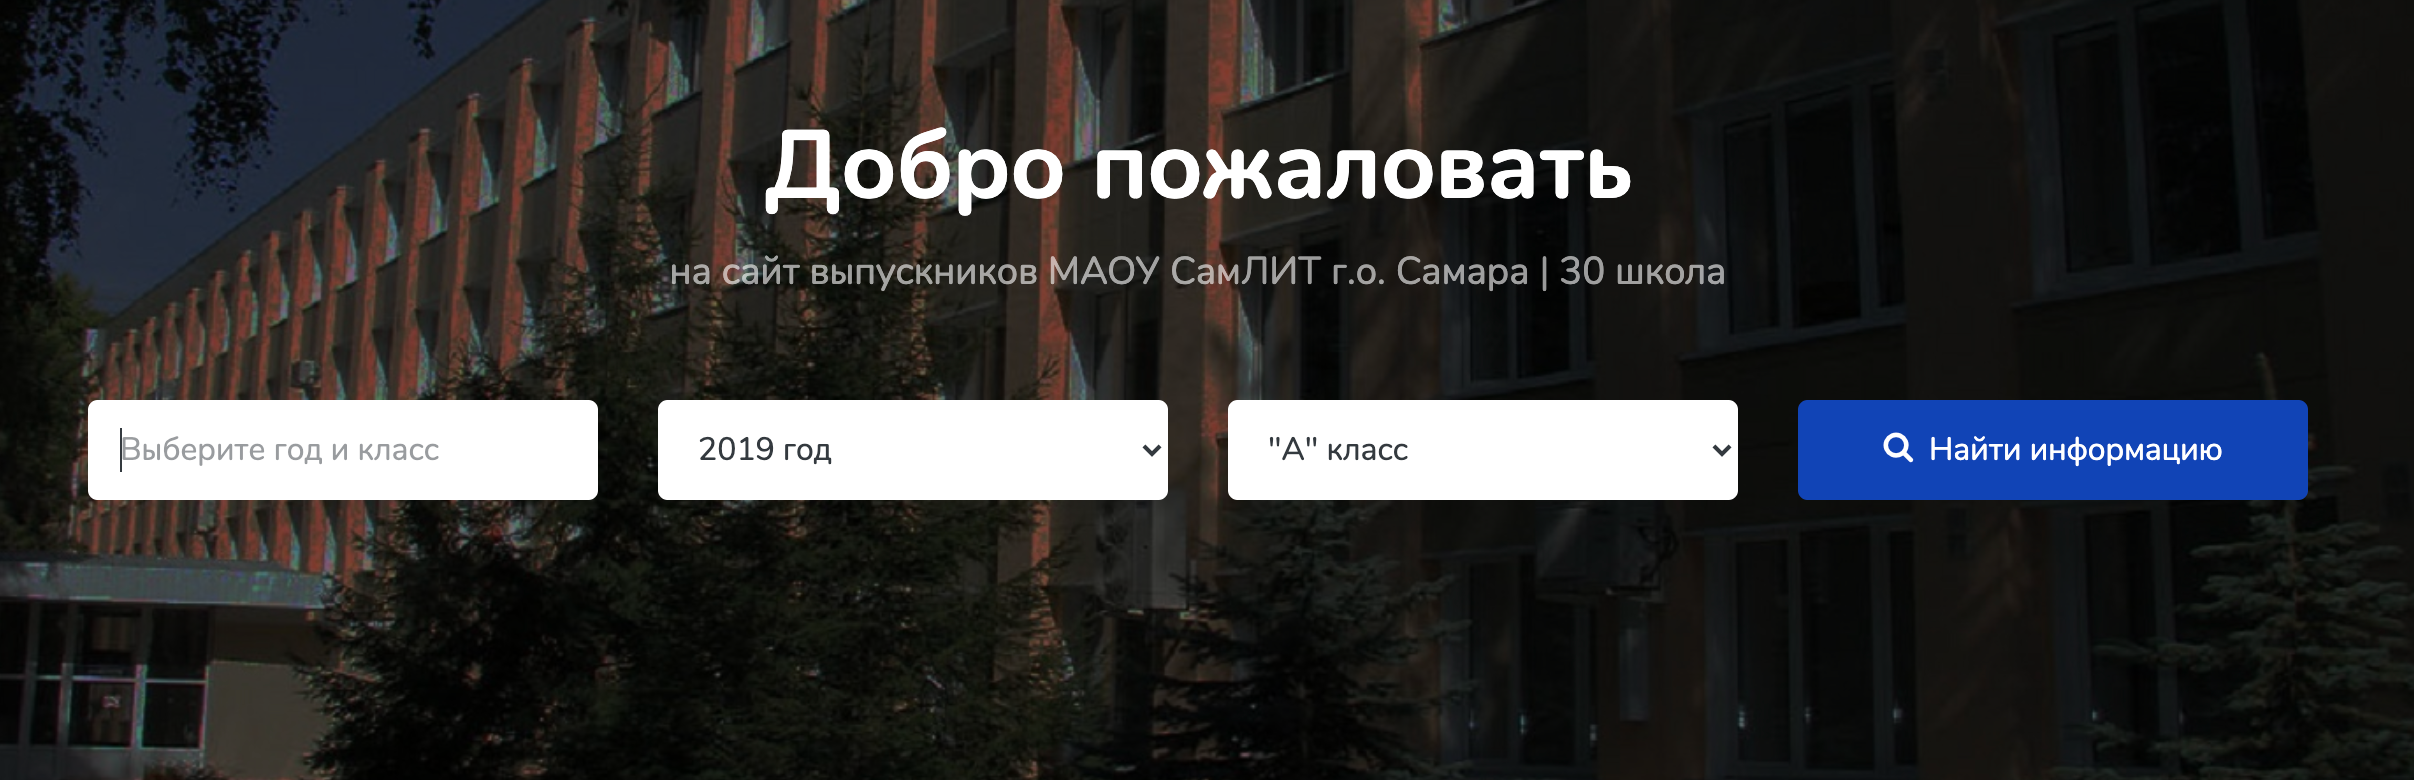 Добро пожаловать
на сайт выпускников МАОУ СамЛИТ г.о. Самара | 30 школа
Выберите год и класс
2019 год
"А" класс
Найти информацию